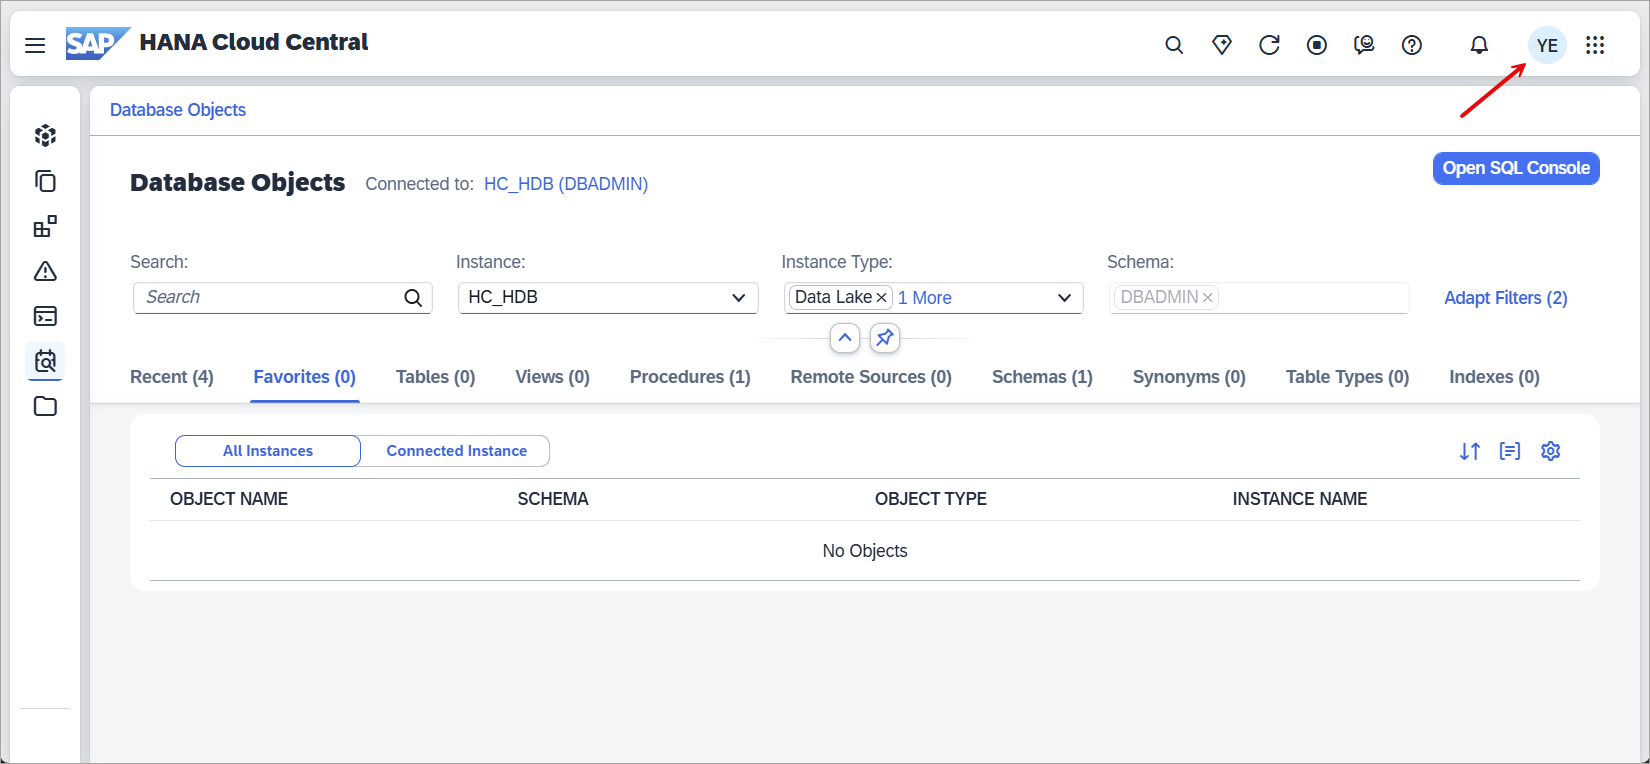 SAP HANA Cloud Central
YE
Database Objects
Database Objects Connected to: HC_HDB (DBADMIN)
Open SQL Console
Search: Instance: Instance Type: Schema:
Search HC_HDB Data Lake 1 More DBADMIN Adapt Filters (2)
Recent (4) Favorites (0) Tables (0) Views (0) Procedures (1) Remote Sources (0) Schemas (1) Synonyms (0) Table Types (0) Indexes (0)
All Instances Connected Instance
OBJECT NAME SCHEMA OBJECT TYPE INSTANCE NAME
No Objects